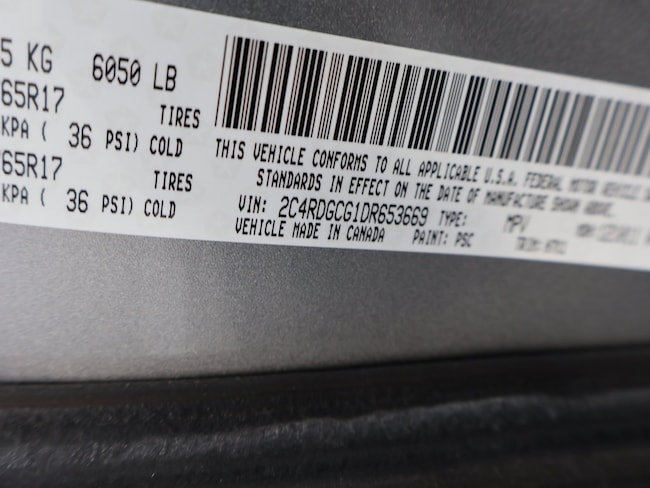 5 KG 6050 LB
65R17 TIRES
KPA ( 36 PSI) COLD
65R17 TIRES
KPA ( 36 PSI) COLD
THIS VEHICLE CONFORMS TO ALL APPLICABLE U.S.A. FEDERAL MOTOR VEHICLE
STANDARDS IN EFFECT ON THE DATE OF MANUFACTURE SHOWN ABOVE.
VIN: 2C4RDGCG1DR653669 TYPE: MPV
VEHICLE MADE IN CANADA PAINT: PSC TRIM: